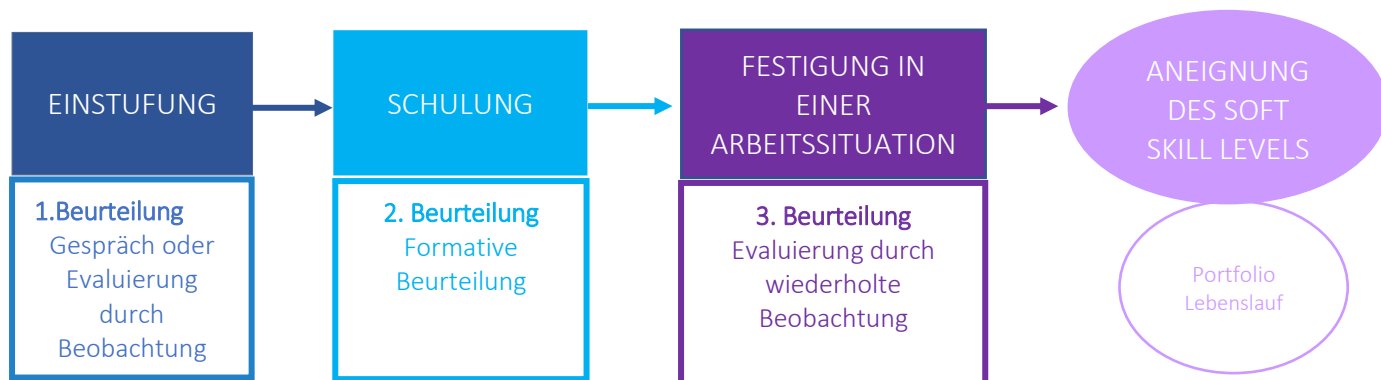 EINSTUFUNG
1.Beurteilung
Gespräch oder
Evaluierung
durch
Beobachtung
SCHULUNG
2. Beurteilung
Formative
Beurteilung
FESTIGUNG IN
EINER
ARBEITSSITUATION
3. Beurteilung
Evaluierung durch
wiederholte
Beobachtung
ANEIGNUNG
DES SOFT
SKILL LEVELS
Portfolio
Lebenslauf